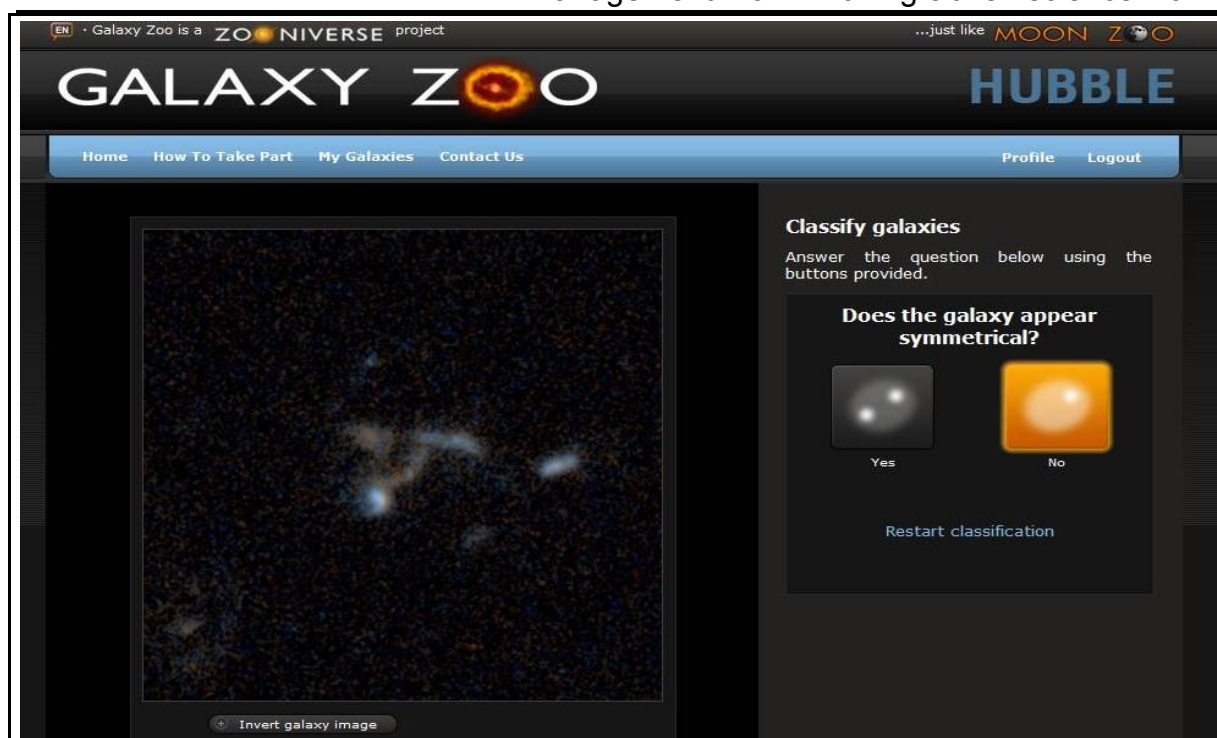 EN · Galaxy Zoo is a ZOONIVERSE project
...just like MOON ZOO
GALAXY ZOO
HUBBLE
Home How To Take Part My Galaxies Contact Us
Profile Logout
Classify galaxies
Answer the question below using the
buttons provided.
Does the galaxy appear
symmetrical?
Yes
No
Restart classification
+ Invert galaxy image